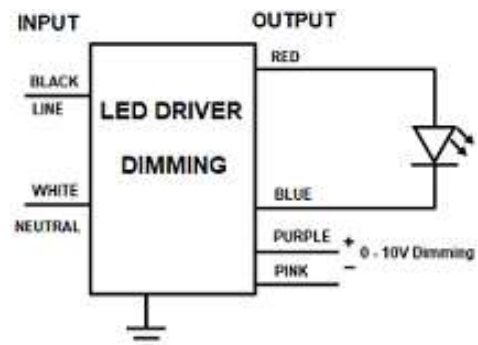 INPUT
OUTPUT
RED
BLACK
LINE
LED DRIVER
DIMMING
WHITE
NEUTRAL
BLUE
PURPLE
+
0 - 10V Dimming
PINK
−